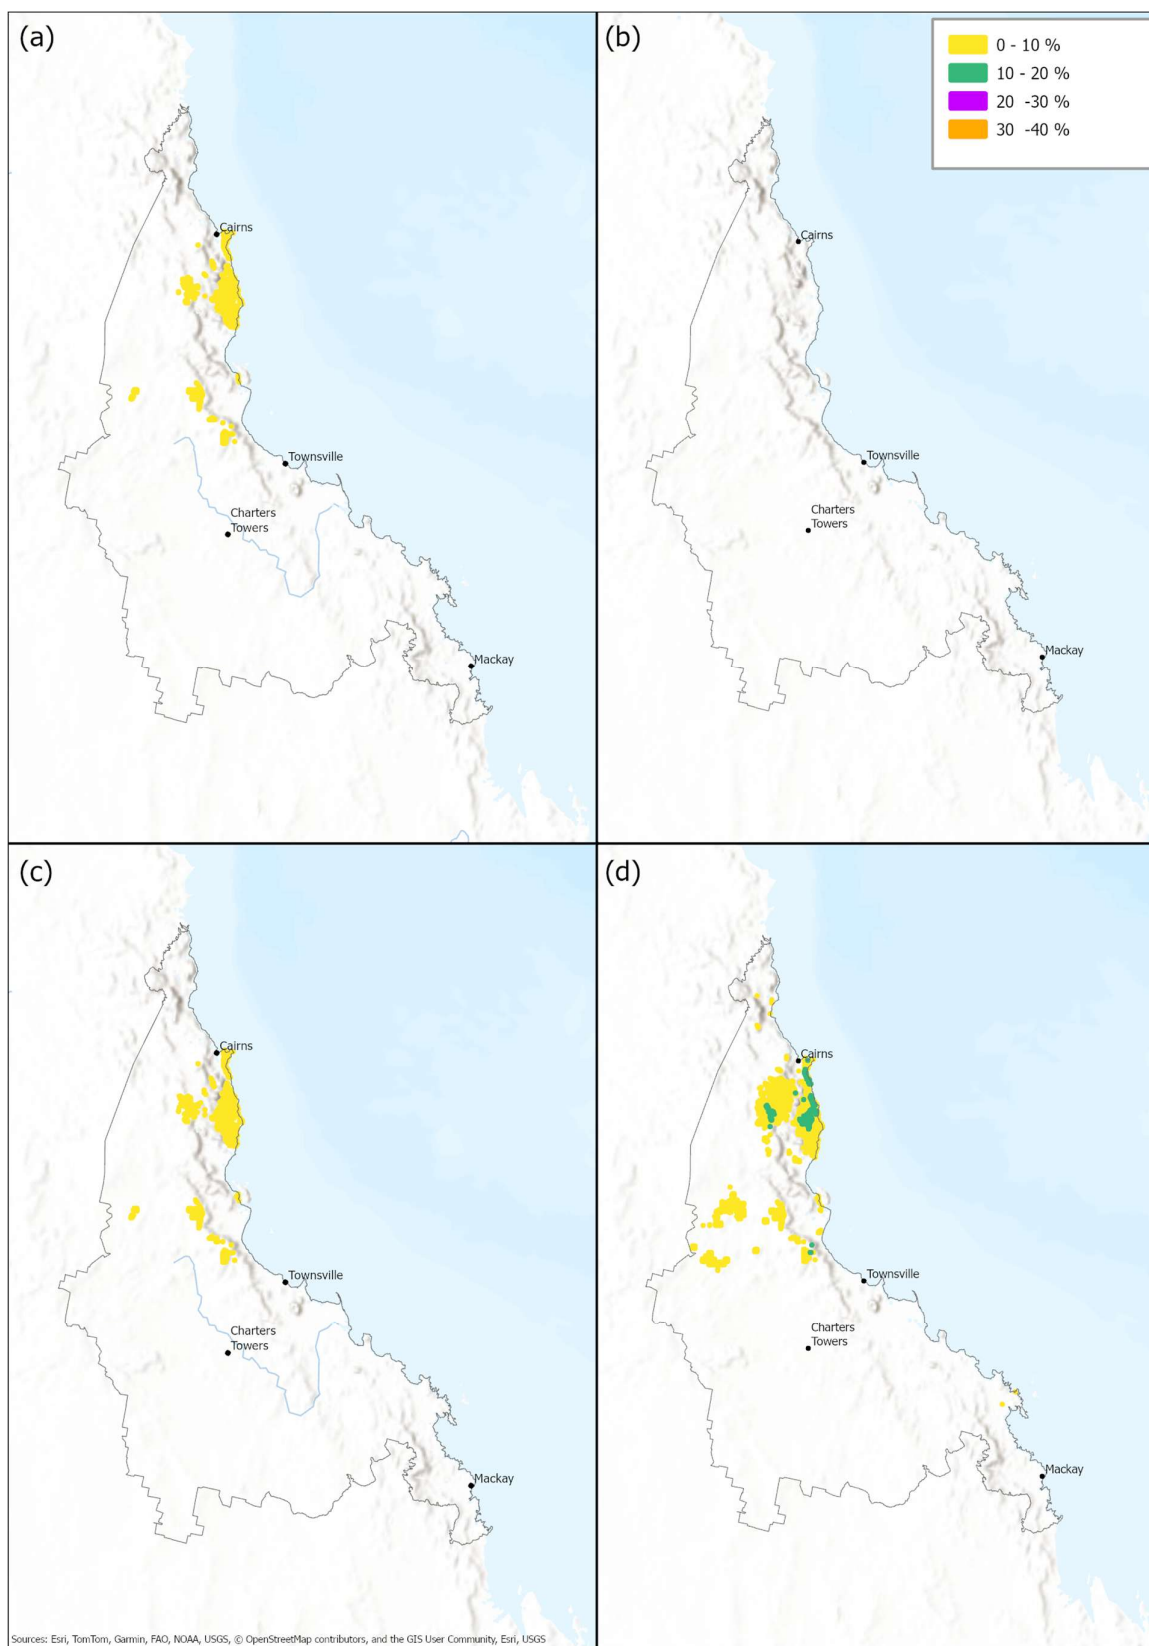 (a)
Cairns
Townsville
Charters
Towers
Mackay
(b)
0 - 10 %
10 - 20 %
20 -30 %
30 -40 %
Cairns
Townsville
Charters
Towers
Mackay
(c)
Cairns
Townsville
Charters
Towers
Mackay
Sources: Esri, TomTom, Garmin, FAO, NOAA, USGS, © OpenStreetMap contributors, and the GIS User Community, Esri, USGS
(d)
Cairns
Townsville
Charters
Towers
Mackay